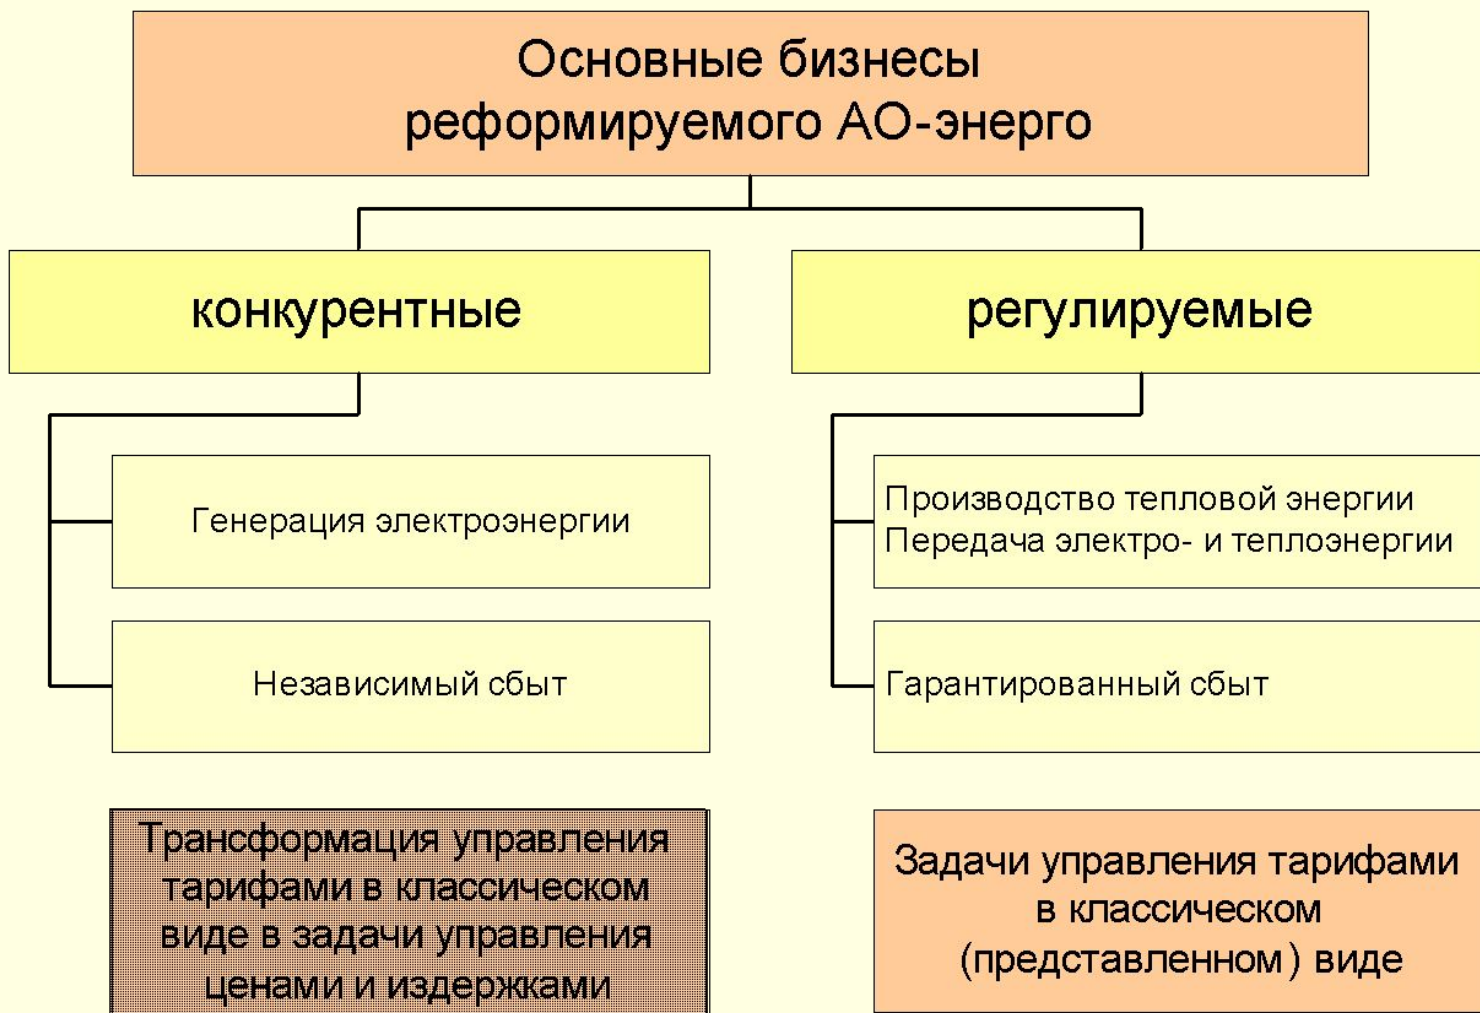 Основные бизнесы
реформируемого АО-энерго
конкурентные
регулируемые
Генерация электроэнергии
Производство тепловой энергии
Передача электро- и теплоэнергии
Независимый сбыт
Гарантированный сбыт
Трансформация управления
тарифами в классическом
виде в задачи управления
ценами и издержками
Задачи управления тарифами
в классическом
(представленном) виде